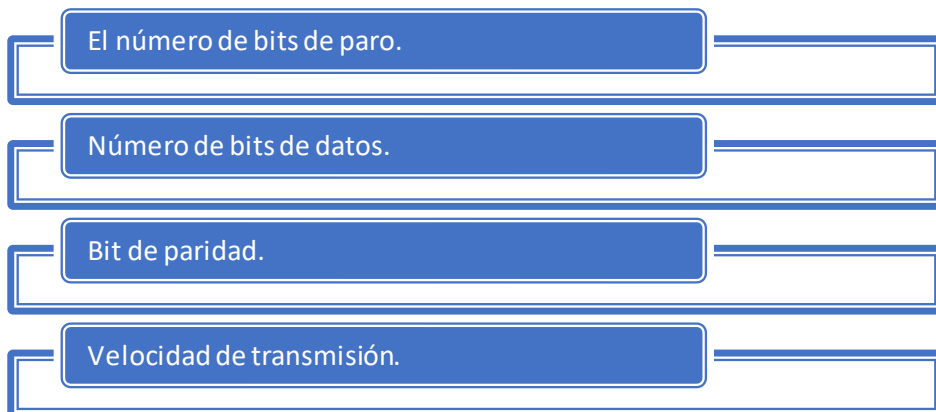 El número de bits de paro.
Número de bits de datos.
Bit de paridad.
Velocidad de transmisión.